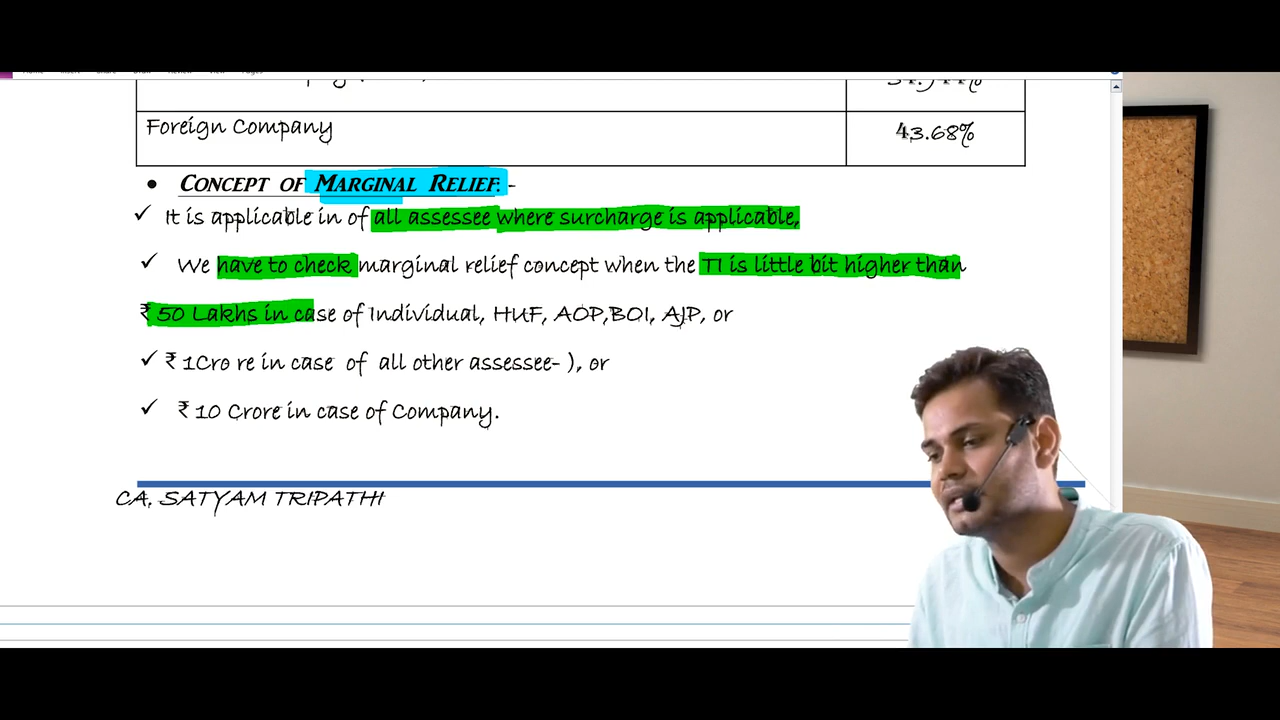 Foreign Company
43.68%
• CONCEPT OF MARGINAL RELIEF: -
✓ It is applicable in of all assessee where surcharge is applicable,
✓ We have to check marginal relief concept when the TI is little bit higher than
₹ 50 Lakhs in case of Individual, HUF, AOP,BOI, AJP, or
✓ ₹ 1Cro re in case of all other assessee- ), or
✓ ₹ 10 Crore in case of Company.
CA. SATYAM TRIPATHI